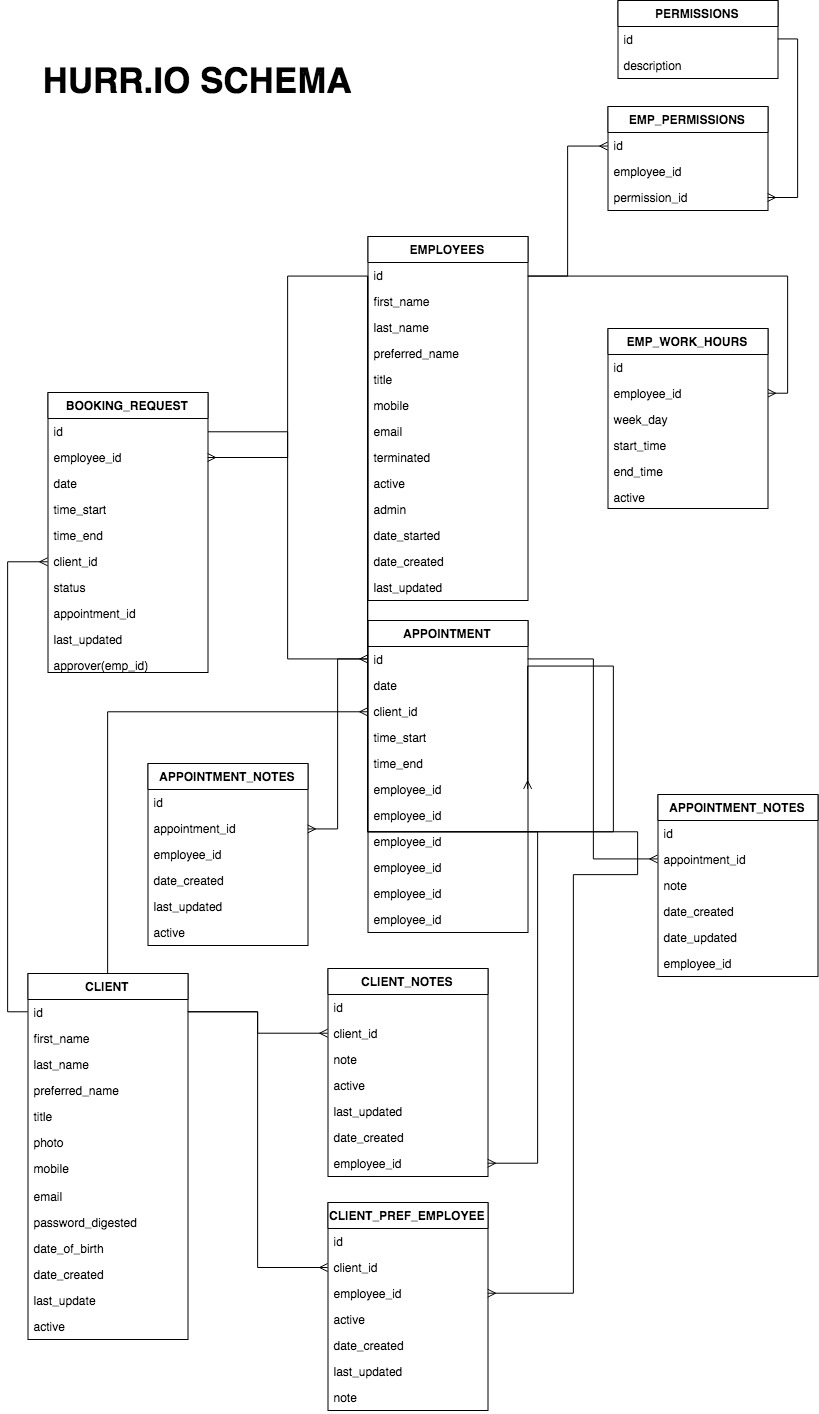 HURR.IO SCHEMA
PERMISSIONS
id
description
EMP_PERMISSIONS
id
employee_id
permission_id
EMPLOYEES
id
first_name
last_name
preferred_name
title
mobile
email
terminated
active
admin
date_started
date_created
last_updated
EMP_WORK_HOURS
id
employee_id
week_day
start_time
end_time
active
BOOKING_REQUEST
id
employee_id
date
time_start
time_end
client_id
status
appointment_id
last_updated
approver(emp_id)
APPOINTMENT
id
date
client_id
time_start
time_end
employee_id
employee_id
employee_id
employee_id
employee_id
employee_id
APPOINTMENT_NOTES
id
appointment_id
employee_id
date_created
last_updated
active
APPOINTMENT_NOTES
id
appointment_id
note
date_created
date_updated
employee_id
CLIENT
id
first_name
last_name
preferred_name
title
photo
mobile
email
password_digested
date_of_birth
date_created
last_update
active
CLIENT_NOTES
id
client_id
note
active
last_updated
date_created
employee_id
CLIENT_PREF_EMPLOYEE
id
client_id
employee_id
active
date_created
last_updated
note